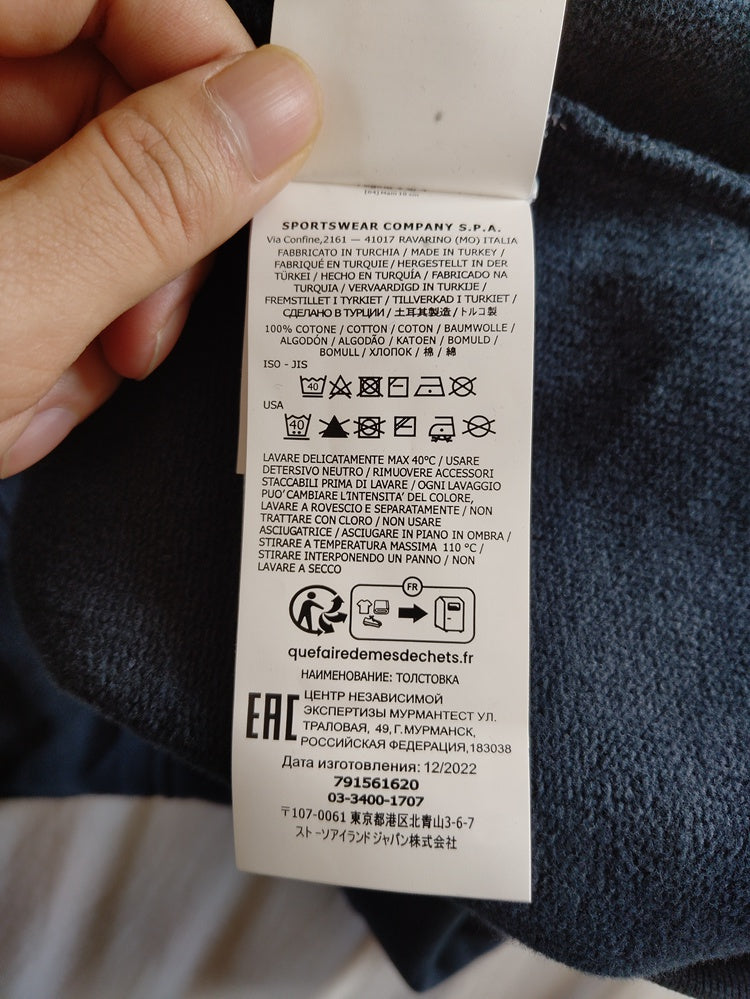 [64] Main 10 cm
SPORTSWEAR COMPANY S.P.A.
Via Confine,2161 — 41017 RAVARINO (MO) ITALIA
FABBRICATO IN TURCHIA / MADE IN TURKEY /
FABRIQUÉ EN TURQUIE / HERGESTELLT IN DER
TÜRKEI / HECHO EN TURQUÍA / FABRICADO NA
TURQUIA / VERVAARDIGD IN TURKIJE /
FREMSTILLET I TYRKIET / TILLVERKAD I TURKIET /
СДЕЛАНО В ТУРЦИИ / 土耳其製造 / トルコ製
100% COTONE / COTTON / COTON / BAUMWOLLE /
ALGODÓN / ALGODÃO / KATOEN / BOMULD /
BOMULL / ХЛОПОК / 棉 / 綿
ISO - JIS
40
USA
40
LAVARE DELICATAMENTE MAX 40°C / USARE
DETERSIVO NEUTRO / RIMUOVERE ACCESSORI
STACCABILI PRIMA DI LAVARE / OGNI LAVAGGIO
PUO' CAMBIARE L'INTENSITA' DEL COLORE,
LAVARE A ROVESCIO E SEPARATAMENTE / NON
TRATTARE CON CLORO / NON USARE
ASCIUGATRICE / ASCIUGARE IN PIANO IN OMBRA /
STIRARE A TEMPERATURA MASSIMA 110 °C /
STIRARE INTERPONENDO UN PANNO / NON
LAVARE A SECCO
FR
quefairedemesdechets.fr
НАИМЕНОВАНИЕ: ТОЛСТОВКА
EAC
ЦЕНТР НЕЗАВИСИМОЙ
ЭКСПЕРТИЗЫ МУРМАНТЕСТ УЛ.
ТРАЛОВАЯ, 49, Г.МУРМАНСК,
РОССИЙСКАЯ ФЕДЕРАЦИЯ,183038
Дата изготовления: 12/2022
791561620
03-3400-1707
〒107-0061 東京都港区北青山3-6-7
ストーンアイランドジャパン株式会社